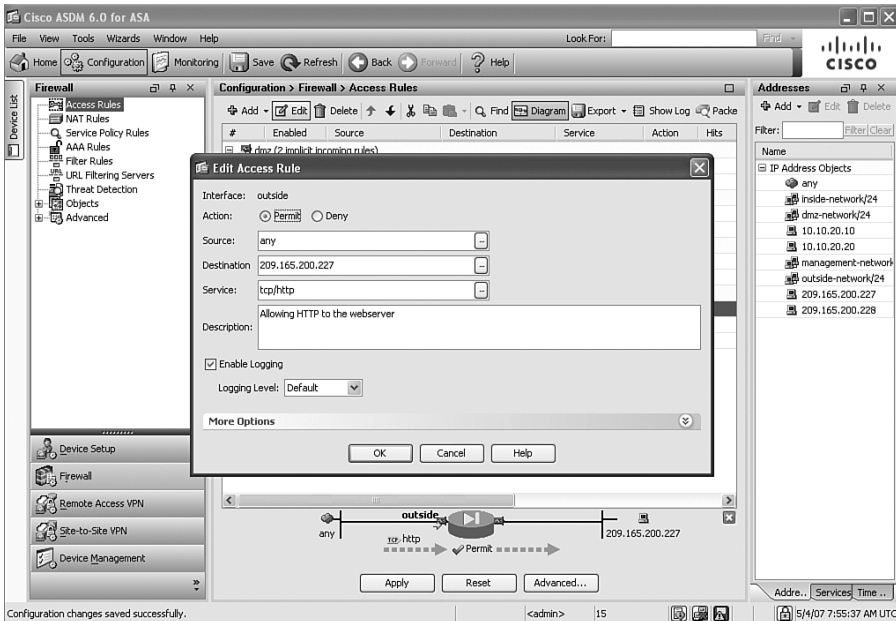 Cisco ASDM 6.0 for ASA
File View Tools Wizards Window Help
Look For:
Find
Home Configuration Monitoring Save Refresh Back Forward Help
cisco
Device List
Firewall
Access Rules
NAT Rules
Service Policy Rules
AAA Rules
Filter Rules
URL Filtering Servers
Threat Detection
Objects
Advanced
Device Setup
Firewall
Remote Access VPN
Site-to-Site VPN
Device Management
Configuration > Firewall > Access Rules
Add Edit Delete Find Diagram Export Show Log Packe
# Enabled Source Destination Service Action Hits
dmz (2 implicit incoming rules)
Edit Access Rule
Interface: outside
Action: Permit Deny
Source: any
Destination 209.165.200.227
Service: tcp/http
Description: Allowing HTTP to the webserver
Enable Logging
Logging Level: Default
More Options
OK Cancel Help
outside
any
209.165.200.227
TCP http
Permit
Apply Reset Advanced...
Addresses
Add Edit Delete
Filter: Filter Clear
Name
IP Address Objects
any
inside-network/24
dmz-network/24
10.10.20.10
10.10.20.20
management-network
outside-network/24
209.165.200.227
209.165.200.228
Addre.. Services Time ..
Configuration changes saved successfully.
<admin> 15
5/4/07 7:55:37 AM UTC